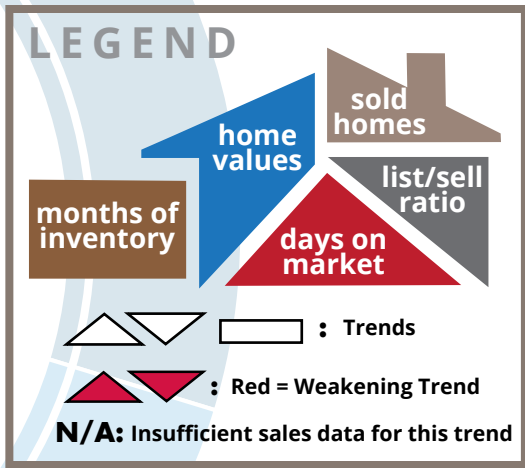 LEGEND
sold
homes
home
values
list/sell
ratio
months of
inventory
days on
market
: Trends
: Red = Weakening Trend
N/A: Insufficient sales data for this trend